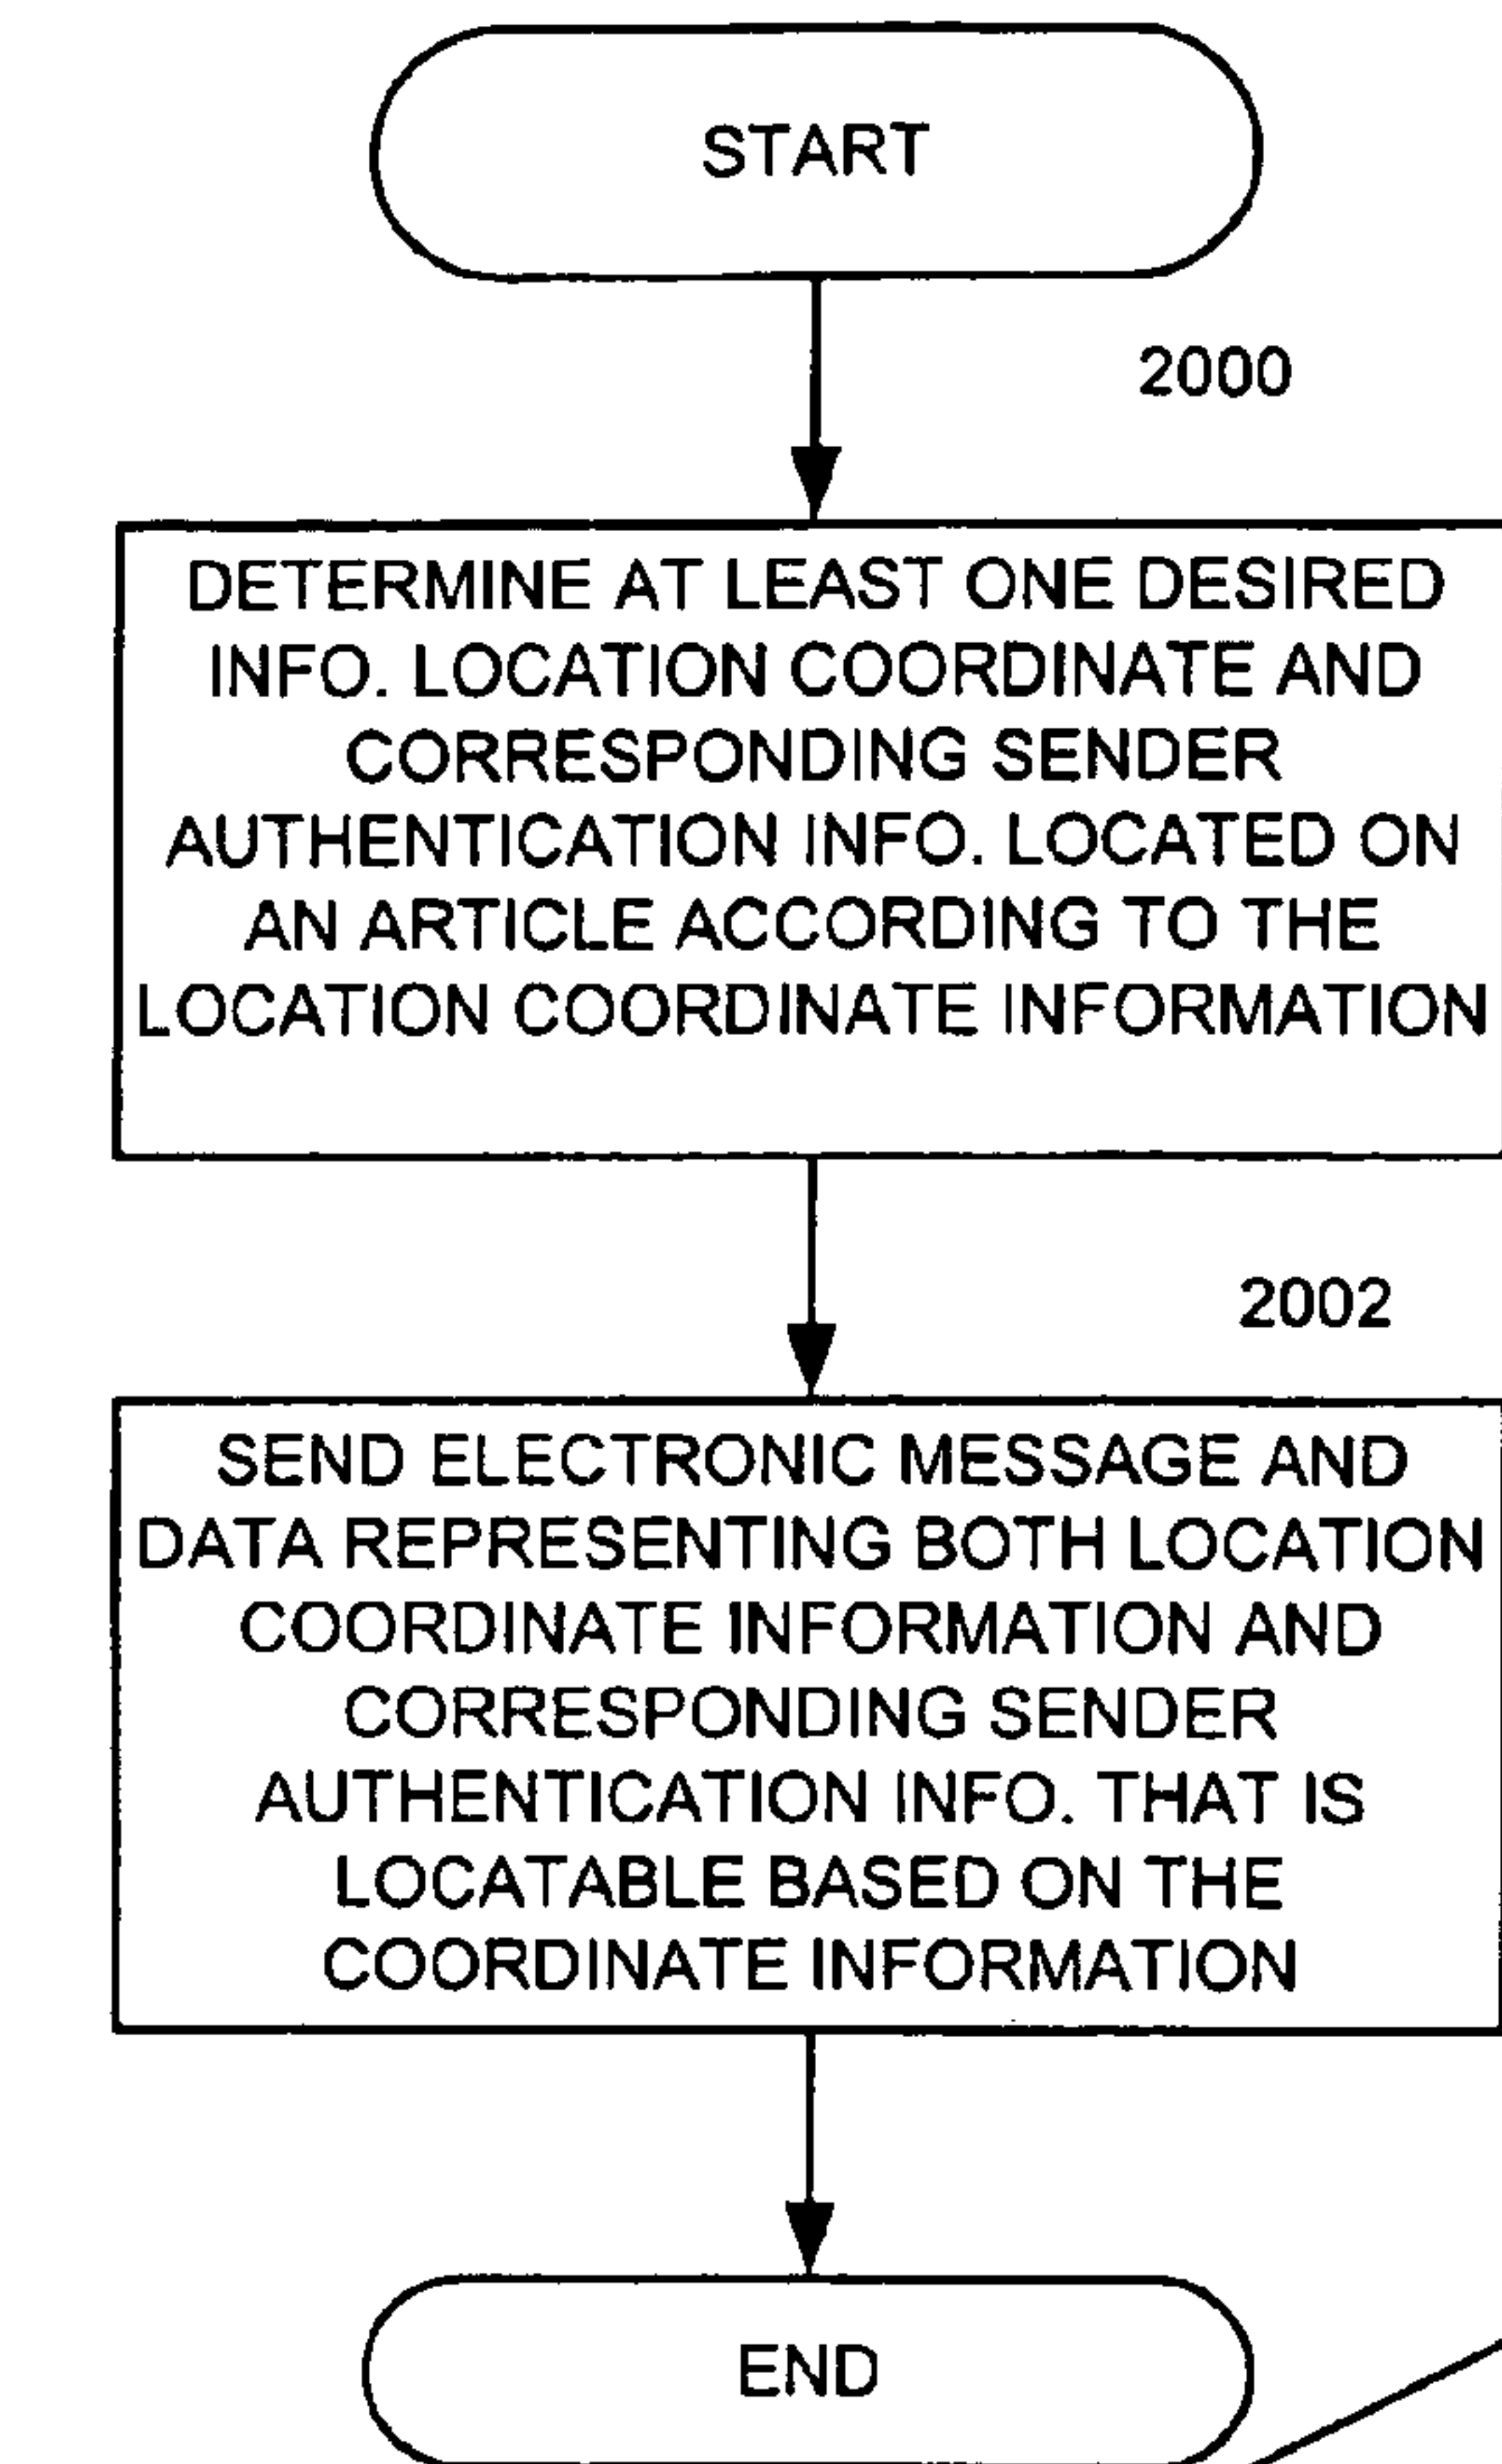 START
2000
DETERMINE AT LEAST ONE DESIRED
INFO. LOCATION COORDINATE AND
CORRESPONDING SENDER
AUTHENTICATION INFO. LOCATED ON
AN ARTICLE ACCORDING TO THE
LOCATION COORDINATE INFORMATION
2002
SEND ELECTRONIC MESSAGE AND
DATA REPRESENTING BOTH LOCATION
COORDINATE INFORMATION AND
CORRESPONDING SENDER
AUTHENTICATION INFO. THAT IS
LOCATABLE BASED ON THE
COORDINATE INFORMATION
END